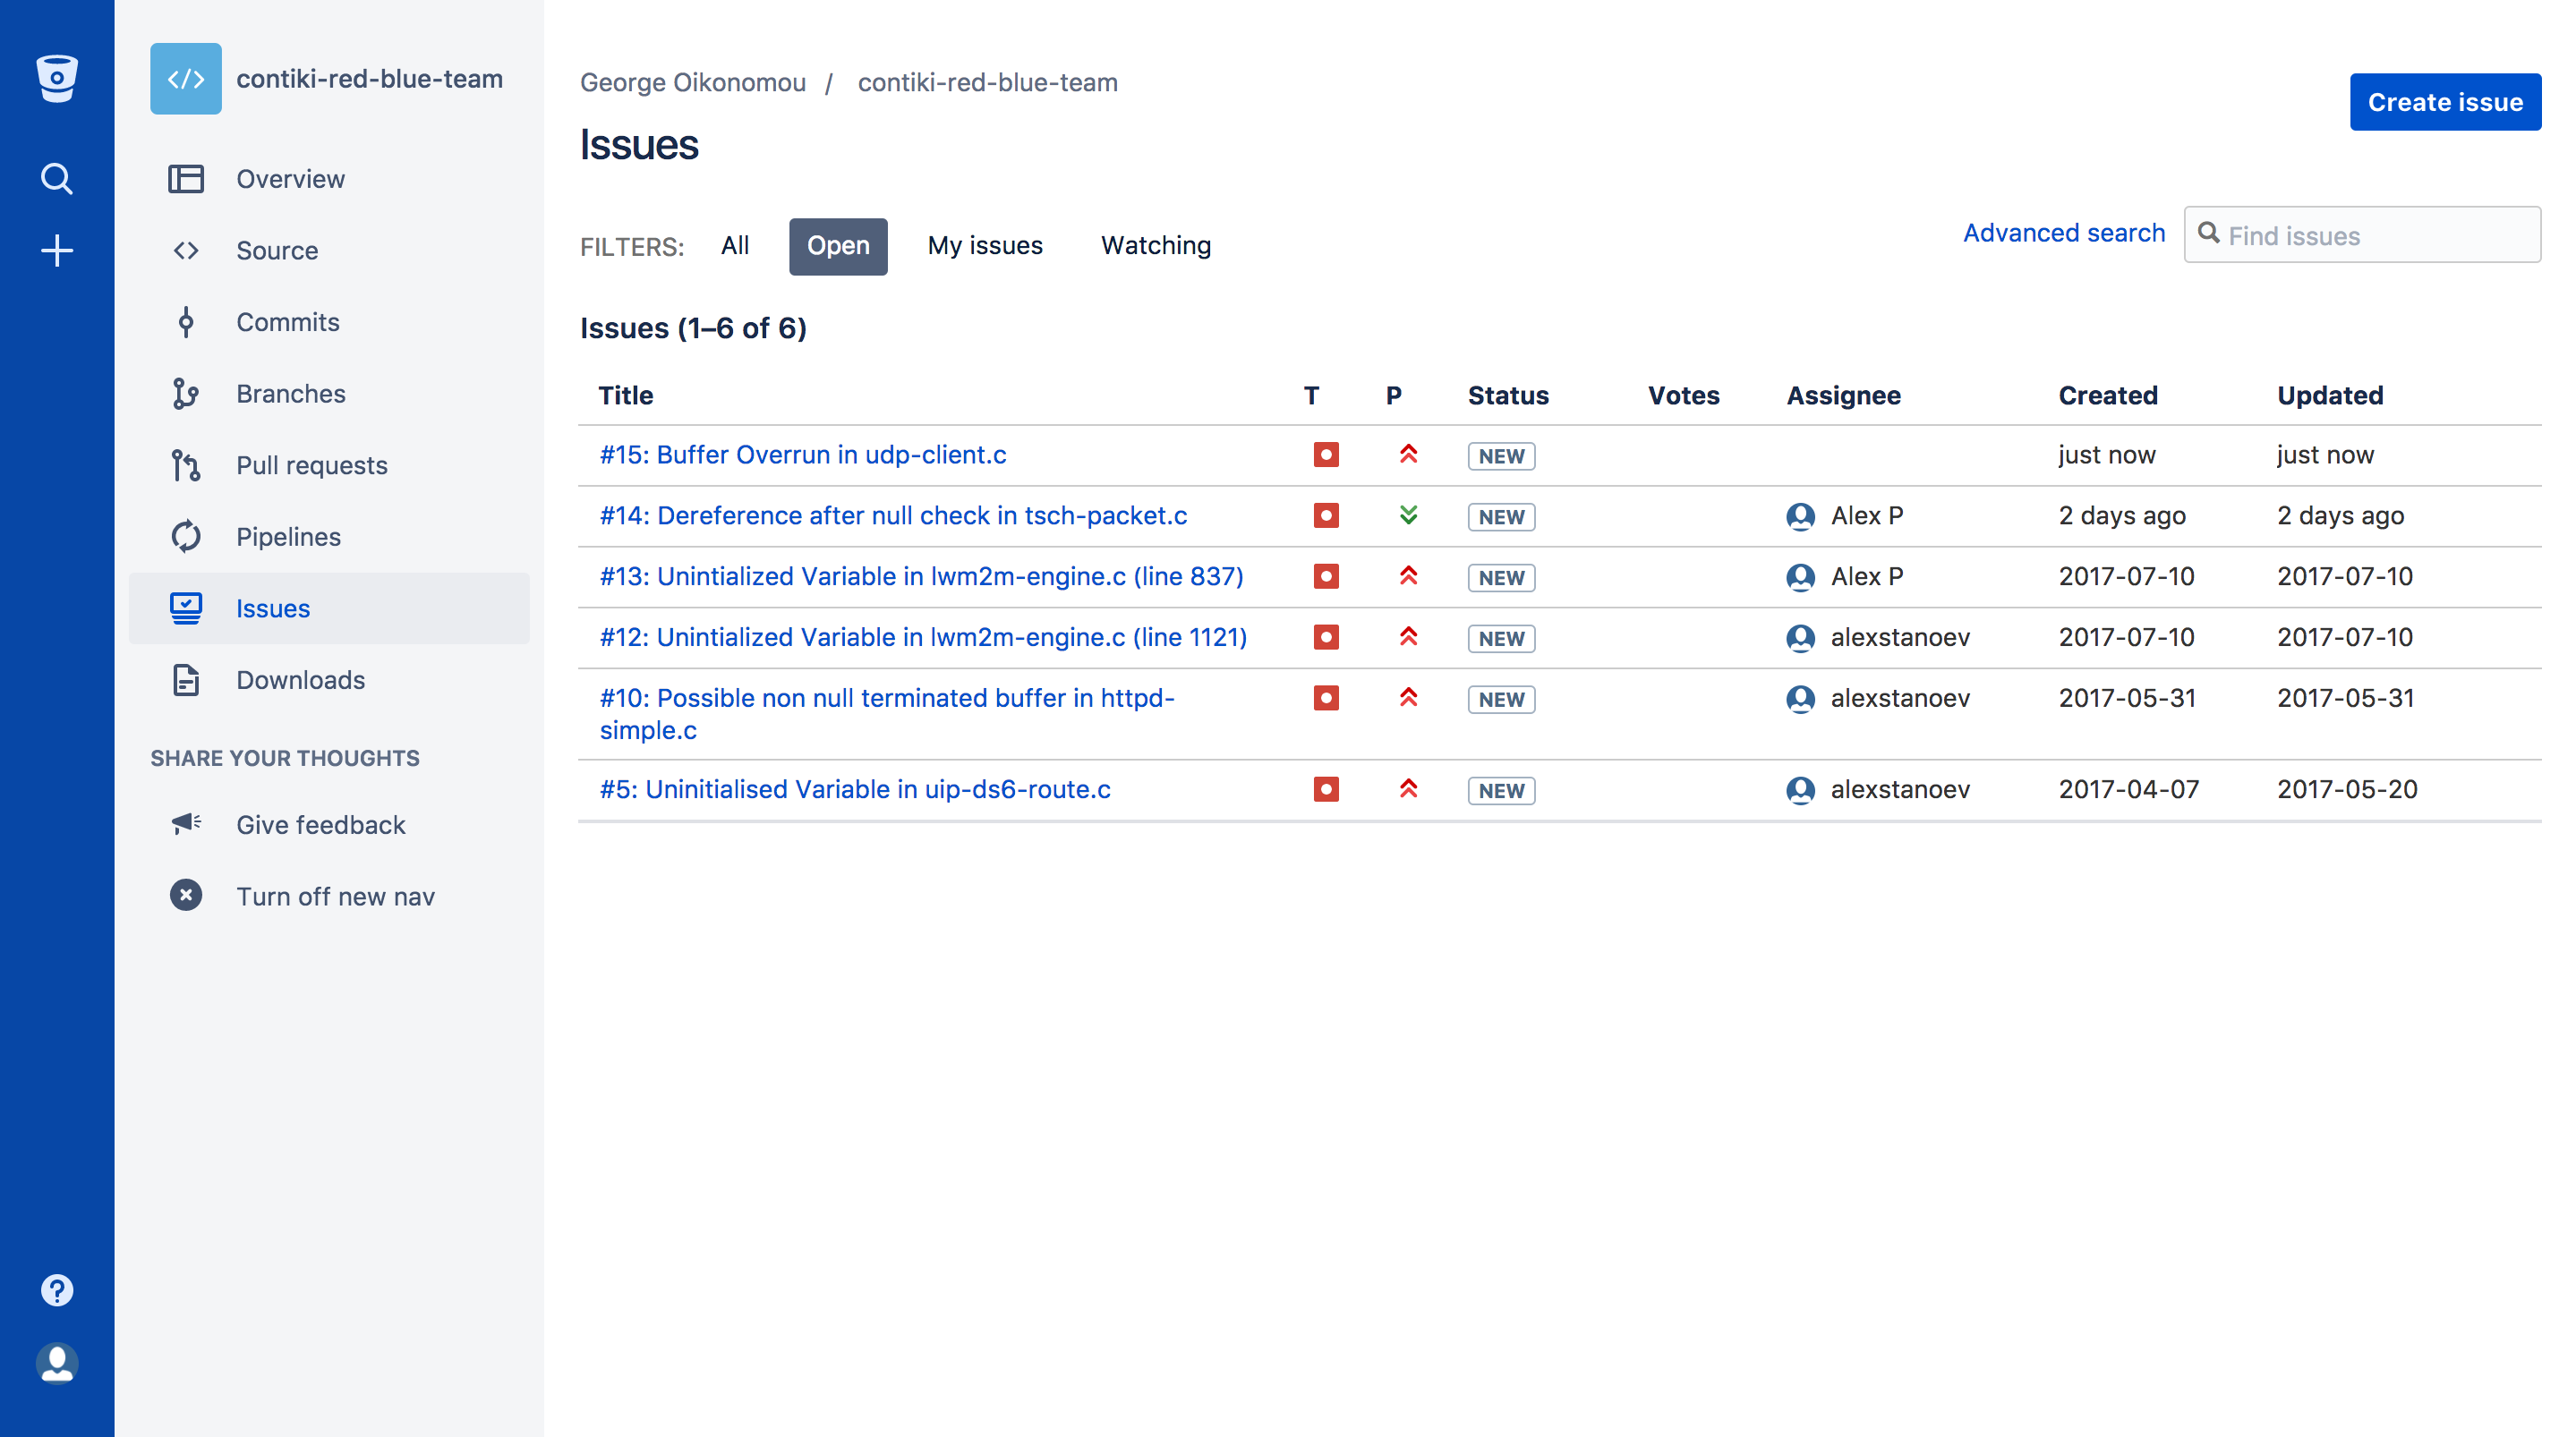 contiki-red-blue-team
Overview
Source
Commits
Branches
Pull requests
Pipelines
Issues
Downloads
SHARE YOUR THOUGHTS
Give feedback
Turn off new nav
George Oikonomou / contiki-red-blue-team
Create issue
Issues
FILTERS: All Open My issues Watching
Advanced search Find issues
Issues (1–6 of 6)
Title T P Status Votes Assignee Created Updated
#15: Buffer Overrun in udp-client.c NEW just now just now
#14: Dereference after null check in tsch-packet.c NEW Alex P 2 days ago 2 days ago
#13: Unintialized Variable in lwm2m-engine.c (line 837) NEW Alex P 2017-07-10 2017-07-10
#12: Unintialized Variable in lwm2m-engine.c (line 1121) NEW alexstanoev 2017-07-10 2017-07-10
#10: Possible non null terminated buffer in httpd- NEW alexstanoev 2017-05-31 2017-05-31
simple.c
#5: Uninitialised Variable in uip-ds6-route.c NEW alexstanoev 2017-04-07 2017-05-20